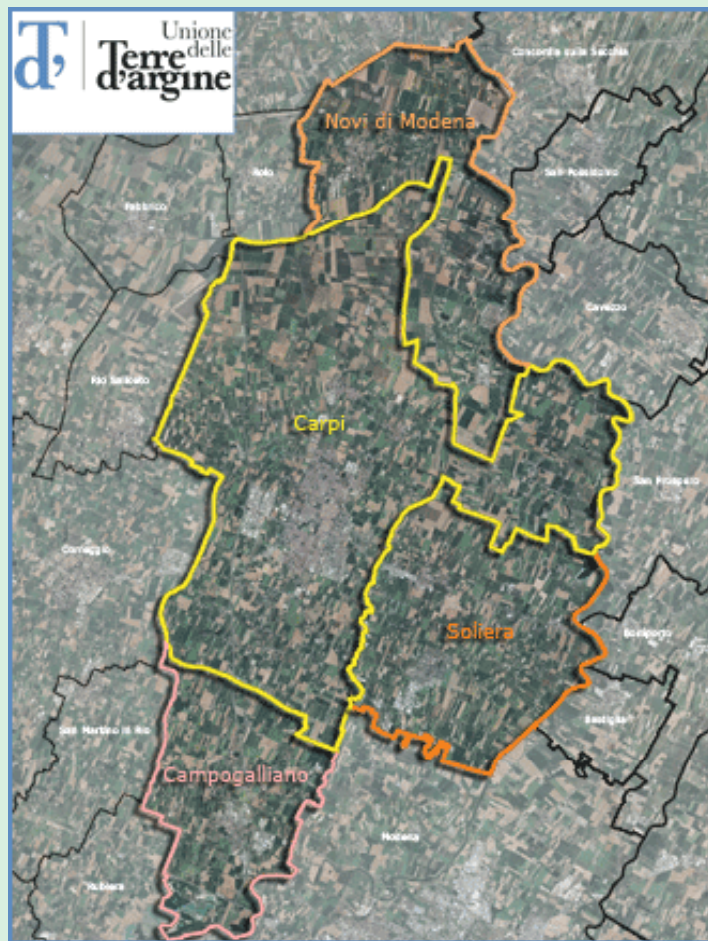 Td'
Unione
delle
Terre
d'argine
Concordia sulla Secchia
Novi di Modena
Rolo
San Possidonio
Fabbrico
Cavezzo
Rio Saliceto
Carpi
San Prospero
Correggio
Soliera
Bomporto
Bastiglia
San Martino in Rio
Campogalliano
Modena
Rubiera